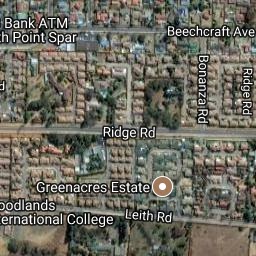 Bank ATM
th Point Spar
Beechcraft Ave
Bonanza Rd
Ridge Rd
Ridge Rd
Greenacres Estate
oodlands
nternational College
Leith Rd